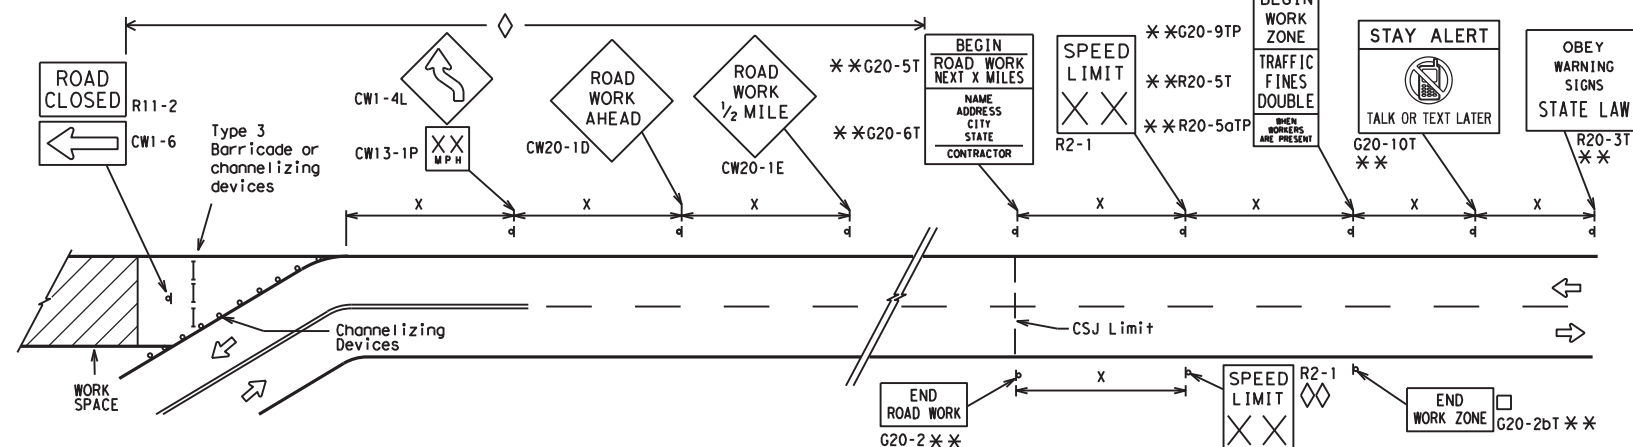 ROAD
CLOSED
R11-2
CW1-6
Type 3
Barricade or
channelizing
devices
CW1-4L
XX
MPH
CW13-1P
ROAD
WORK
AHEAD
CW20-1D
ROAD
WORK
1/2 MILE
CW20-1E
**G20-5T
**G20-6T
BEGIN
ROAD WORK
NEXT X MILES
NAME
ADDRESS
CITY
STATE
CONTRACTOR
SPEED
LIMIT
XX
R2-1
**G20-9TP
**R20-5T
**R20-5aTP
BEGIN
WORK
ZONE
TRAFFIC
FINES
DOUBLE
WHEN
WORKERS
ARE PRESENT
STAY ALERT
TALK OR TEXT LATER
G20-10T
**
OBEY
WARNING
SIGNS
STATE LAW
R20-3T
**
X
X
X
X
X
X
X
Channelizing
Devices
WORK
SPACE
CSJ Limit
X
END
ROAD WORK
G20-2 **
SPEED
LIMIT
XX
R2-1
END
WORK ZONE
G20-2bT **